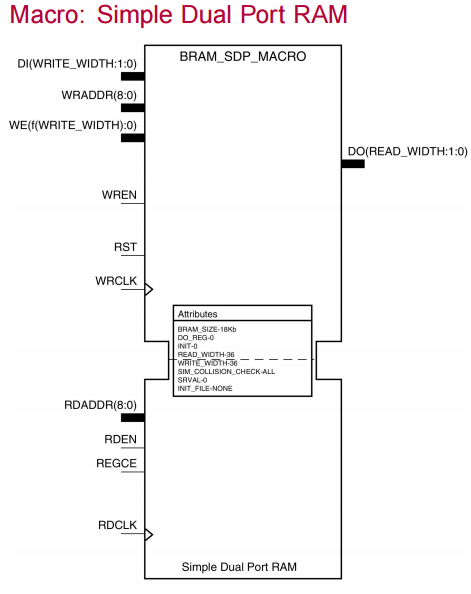 Macro: Simple Dual Port RAM
BRAM_SDP_MACRO
DI(WRITE_WIDTH:1:0)
WRADDR(8:0)
WE(f(WRITE_WIDTH):0)
DO(READ_WIDTH:1:0)
WREN
RST
WRCLK
Attributes
BRAM_SIZE-18Kb
DO_REG-0
INIT-0
READ_WIDTH-36
WRITE_WIDTH-36
SIM_COLLISION_CHECK-ALL
SRVAL-0
INIT_FILE-NONE
RDADDR(8:0)
RDEN
REGCE
RDCLK
Simple Dual Port RAM